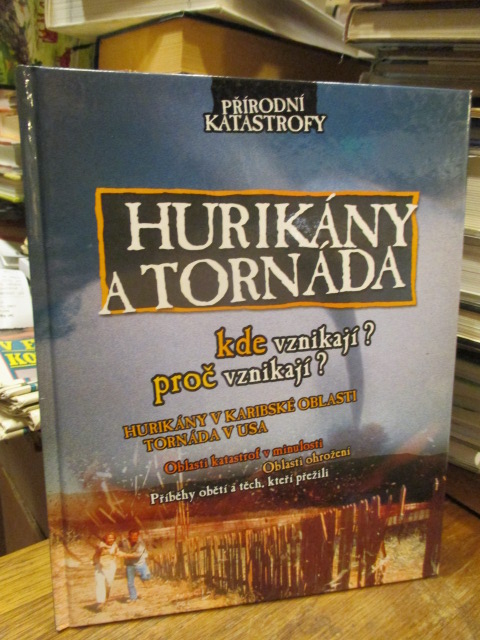 PŘÍRODNÍ
KATASTROFY
HURIKÁNY
A TORNÁDA
kde vznikají?
proč vznikají?
HURIKÁNY V KARIBSKÉ OBLASTI
TORNÁDA V USA
Oblasti katastrof v minulosti
Oblasti ohrožení
Příběhy obětí a těch, kteří přežili